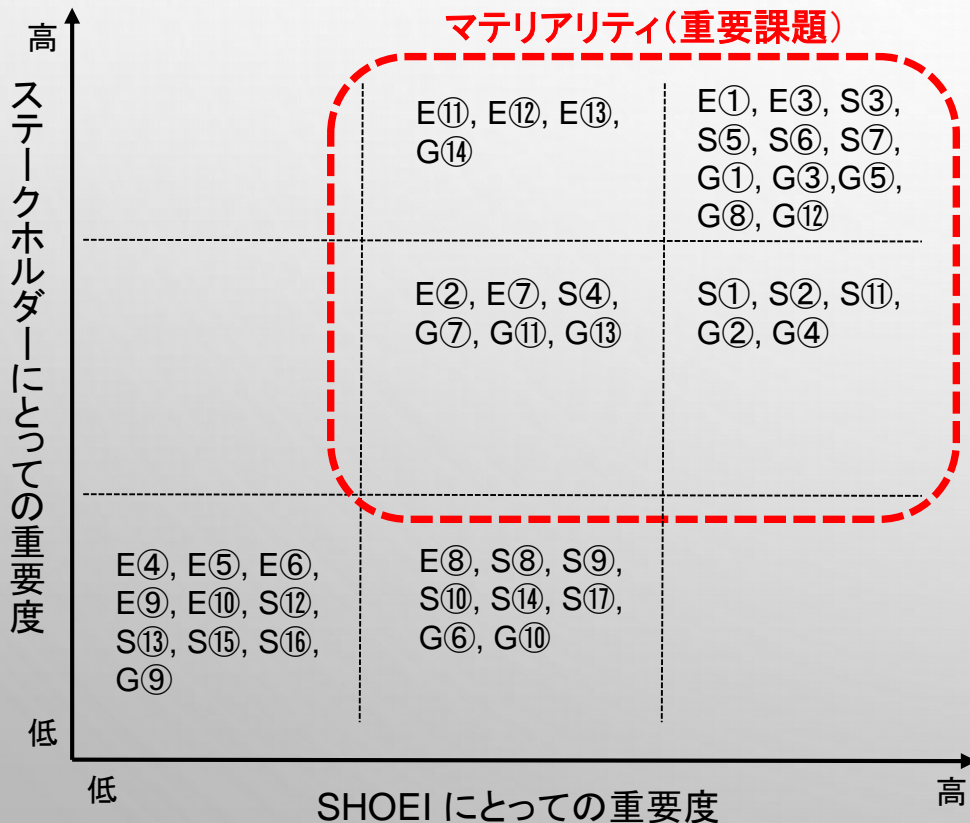 マテリアリティ(重要課題)
高
ステークホルダーにとっての重要度
E⑪, E⑫, E⑬,
G⑭
E①, E③, S③,
S⑤, S⑥, S⑦,
G①, G③,G⑤,
G⑧, G⑫
E②, E⑦, S④,
G⑦, G⑪, G⑬
S①, S②, S⑪,
G②, G④
E④, E⑤, E⑥,
E⑨, E⑩, S⑫,
S⑬, S⑮, S⑯,
G⑨
E⑧, S⑧, S⑨,
S⑩, S⑭, S⑰,
G⑥, G⑩
低
低
高
SHOEI にとっての重要度